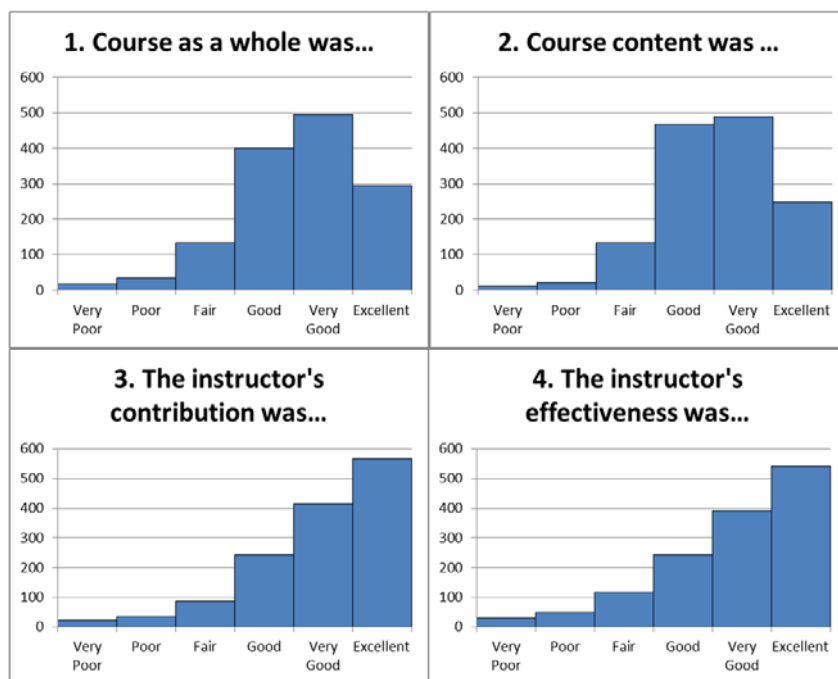 1. Course as a whole was...
600
500
400
300
200
100
0
Very Poor Fair Good Very Excellent
Poor Good
2. Course content was ...
600
500
400
300
200
100
0
Very Poor Fair Good Very Excellent
Poor Good
3. The instructor's
contribution was...
600
500
400
300
200
100
0
Very Poor Fair Good Very Excellent
Poor Good
4. The instructor's
effectiveness was...
600
500
400
300
200
100
0
Very Poor Fair Good Very Excellent
Poor Good